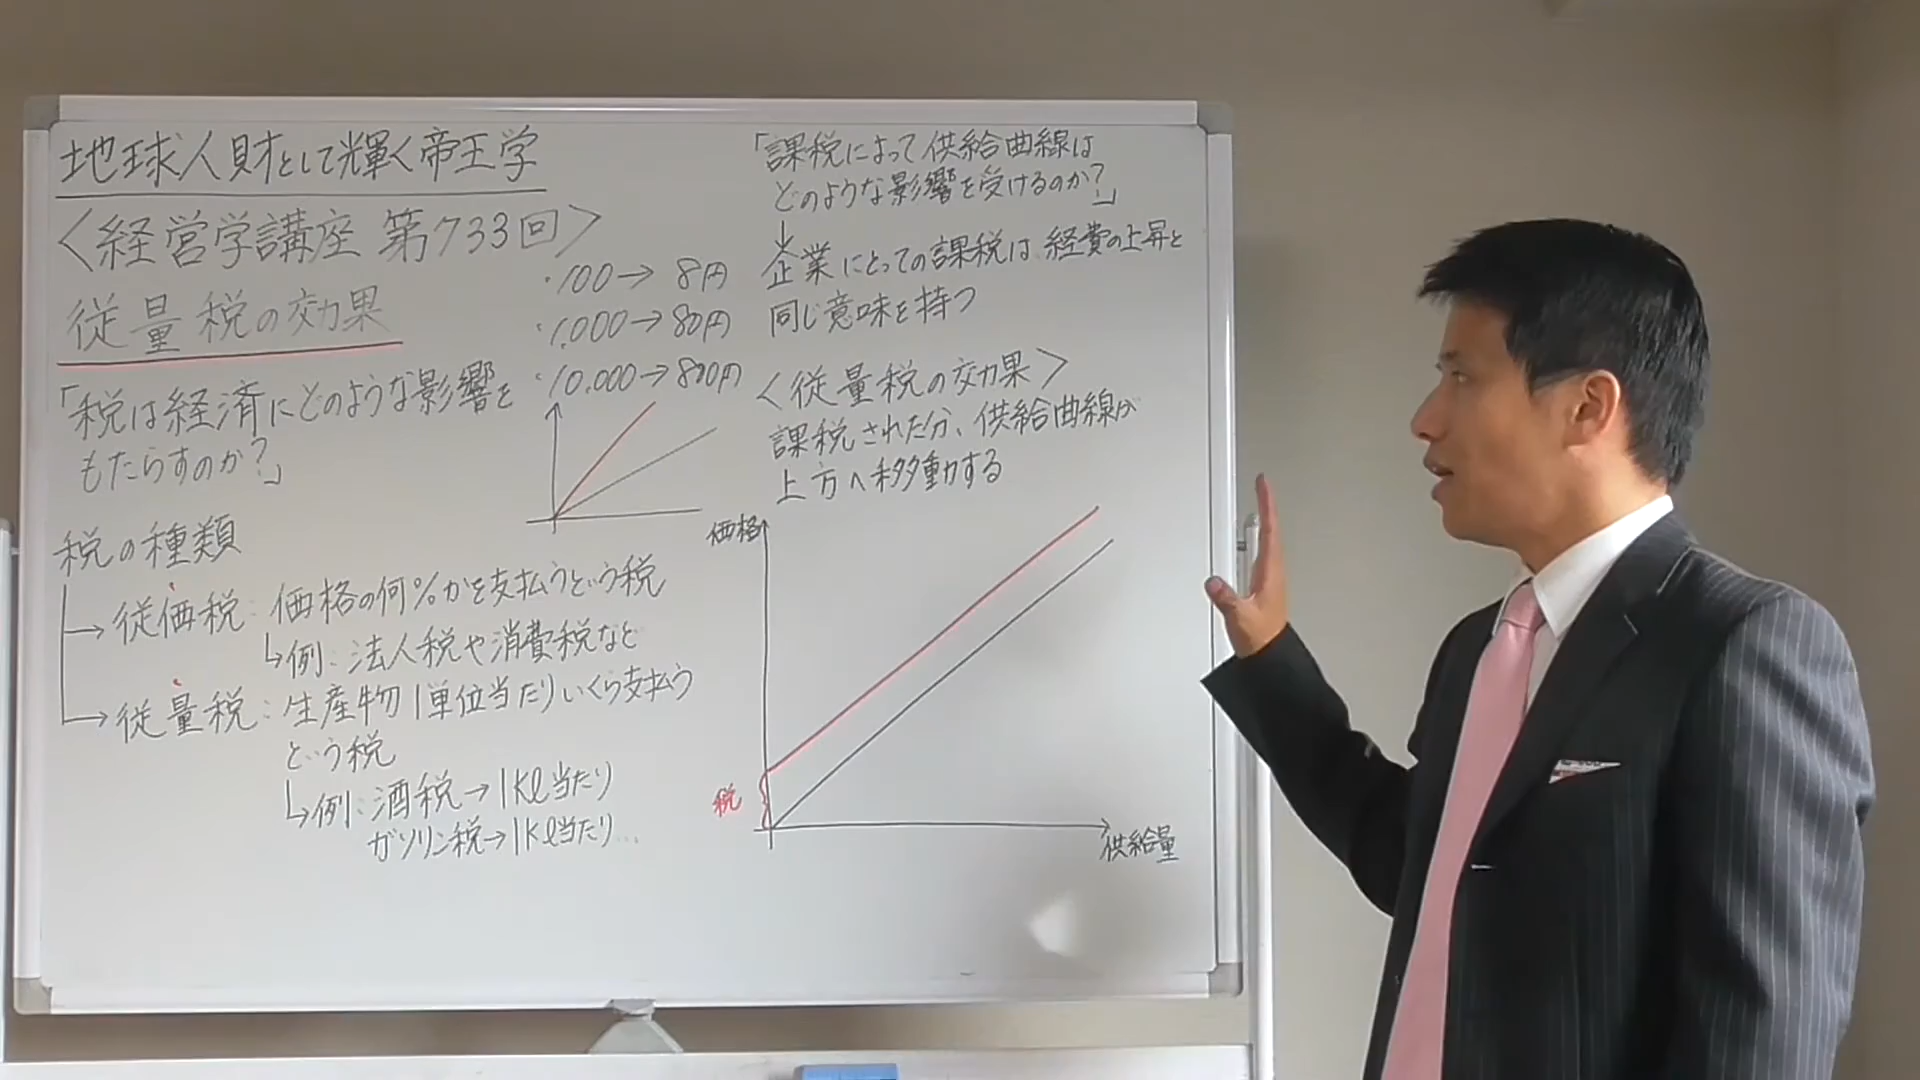 地球人財として輝く帝王学
<経営学講座 第733回>
従量税の効果
「税は経済にどのような影響を
もたらすのか?」
税の種類
→従価税:価格の何%かを支払うという税
↳例:法人税や消費税など
→従量税:生産物1単位当たりいくら支払う
という税
↳例:酒税→1kl当たり
ガソリン税→1kl当たり…
・100→8円
・1,000→80円
・10,000→800円
「課税によって供給曲線は
どのような影響を受けるのか?」
↓
企業にとっての課税は経費の上昇と
同じ意味を持つ
<従量税の効果>
課税された分、供給曲線が
上方へ移動する
価格
税
供給量